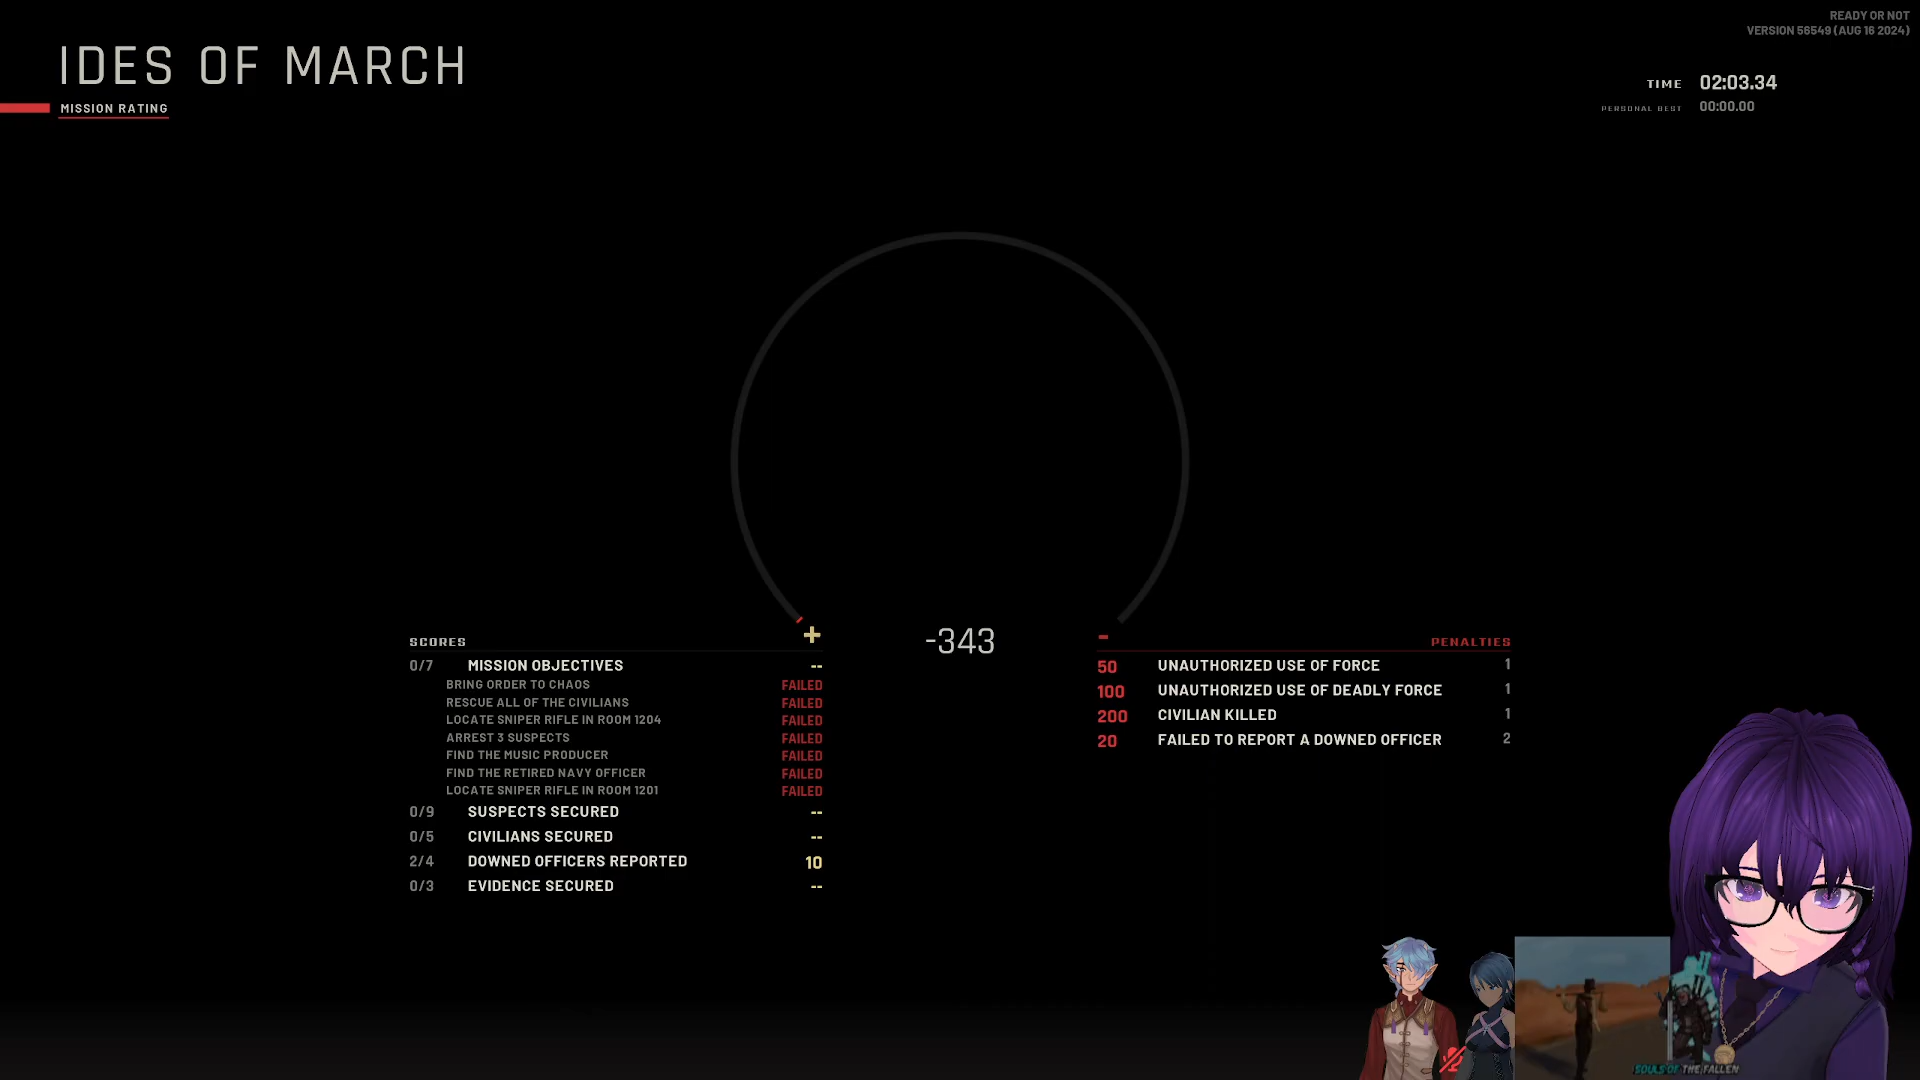 READY OR NOT
VERSION 56549 (AUG 16 2024)
IDES OF MARCH
MISSION RATING
TIME 02:03.34
PERSONAL BEST 00:00.00
-343
SCORES +
0/7 MISSION OBJECTIVES --
BRING ORDER TO CHAOS FAILED
RESCUE ALL OF THE CIVILIANS FAILED
LOCATE SNIPER RIFLE IN ROOM 1204 FAILED
ARREST 3 SUSPECTS FAILED
FIND THE MUSIC PRODUCER FAILED
FIND THE RETIRED NAVY OFFICER FAILED
LOCATE SNIPER RIFLE IN ROOM 1201 FAILED
0/9 SUSPECTS SECURED --
0/5 CIVILIANS SECURED --
2/4 DOWNED OFFICERS REPORTED 10
0/3 EVIDENCE SECURED --
- PENALTIES
50 UNAUTHORIZED USE OF FORCE 1
100 UNAUTHORIZED USE OF DEADLY FORCE 1
200 CIVILIAN KILLED 1
20 FAILED TO REPORT A DOWNED OFFICER 2
SOULS OF THE FALLEN